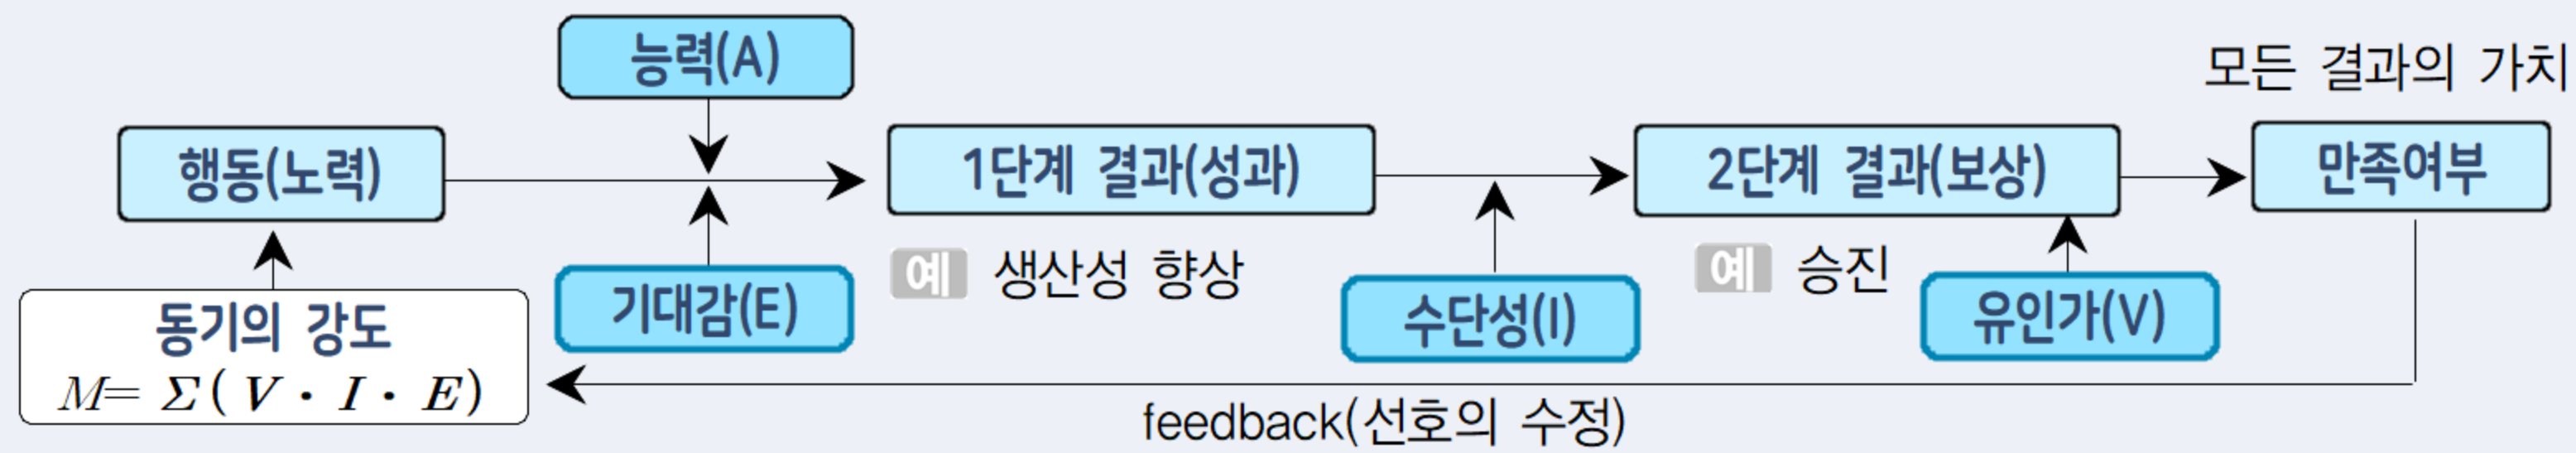 능력(A)
모든 결과의 가치
행동(노력)
1단계 결과(성과)
2단계 결과(보상)
만족여부
예 생산성 향상
예 승진
기대감(E)
수단성(I)
유인가(V)
동기의 강도
M= Σ( V · I · E)
feedback(선호의 수정)